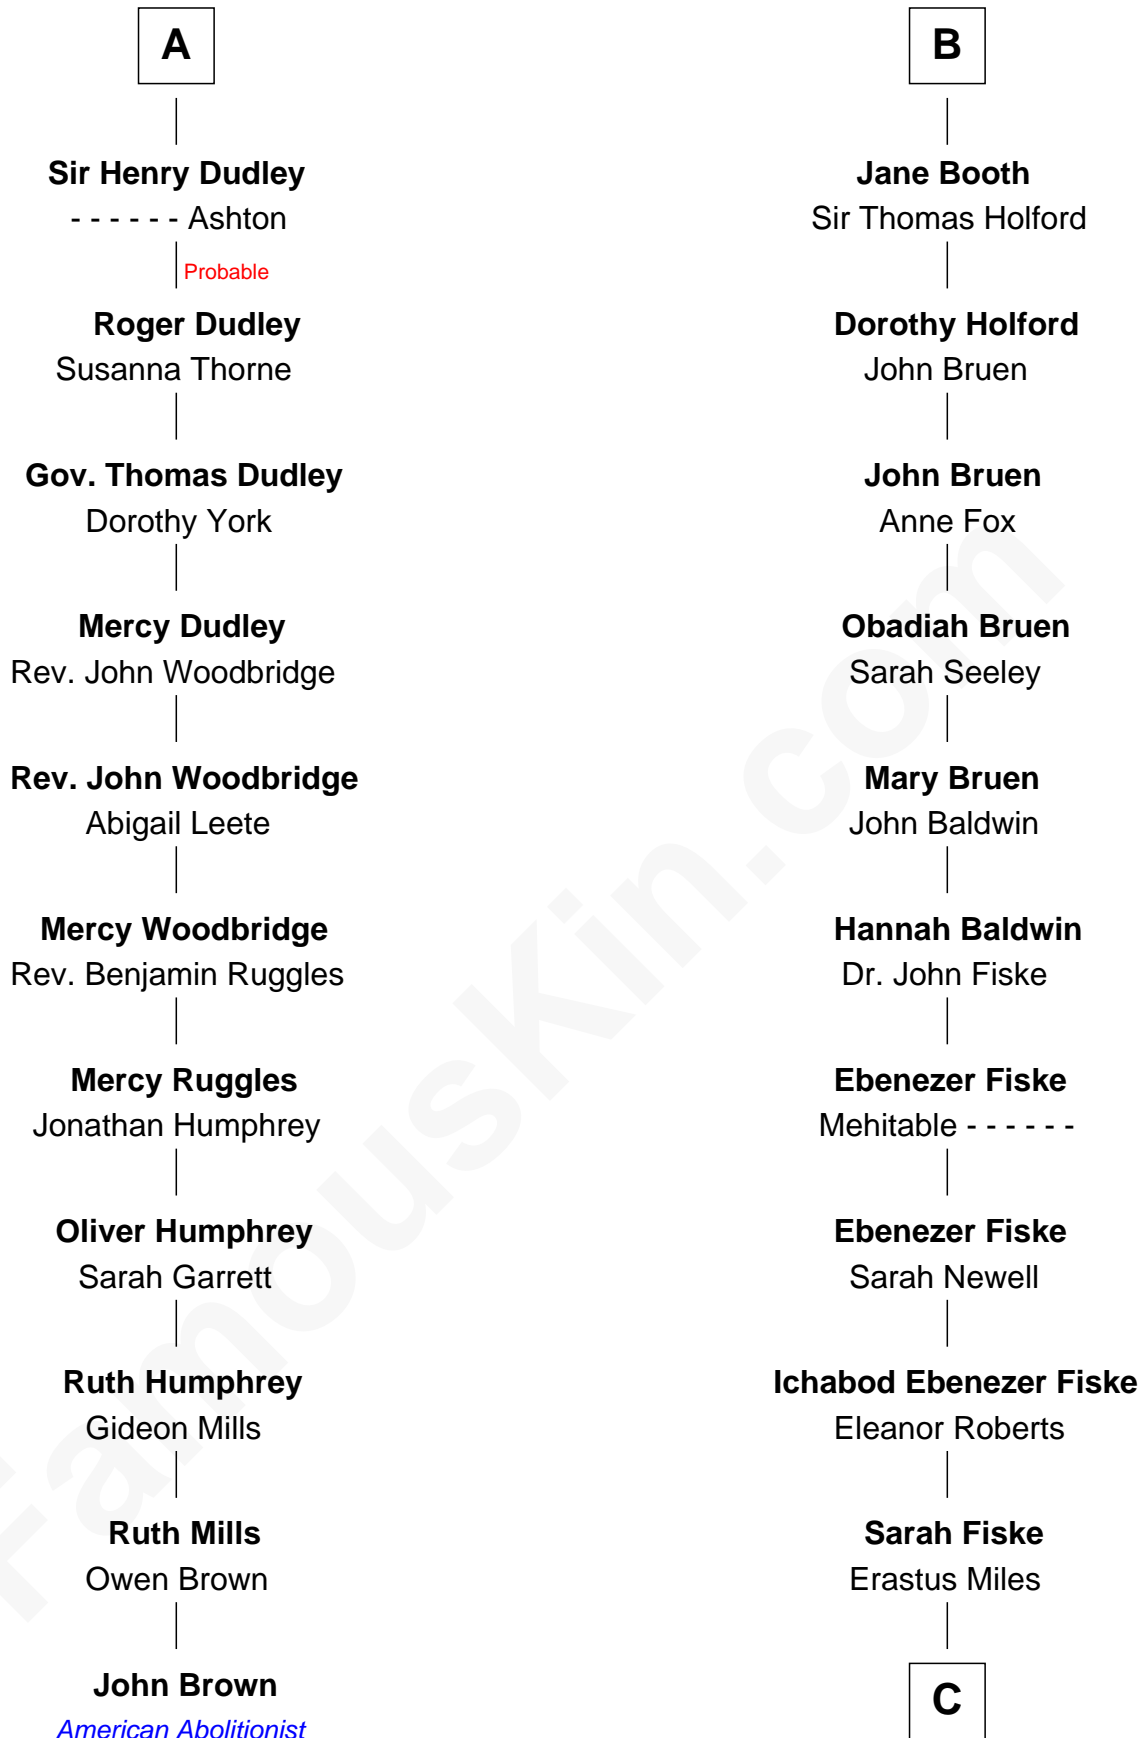 A
Sir Henry Dudley
- - - - - - Ashton
Probable
Roger Dudley
Susanna Thorne
Gov. Thomas Dudley
Dorothy York
Mercy Dudley
Rev. John Woodbridge
Rev. John Woodbridge
Abigail Leete
Mercy Woodbridge
Rev. Benjamin Ruggles
Mercy Ruggles
Jonathan Humphrey
Oliver Humphrey
Sarah Garrett
Ruth Humphrey
Gideon Mills
Ruth Mills
Owen Brown
John Brown
American Abolitionist
B
Jane Booth
Sir Thomas Holford
Dorothy Holford
John Bruen
John Bruen
Anne Fox
Obadiah Bruen
Sarah Seeley
Mary Bruen
John Baldwin
Hannah Baldwin
Dr. John Fiske
Ebenezer Fiske
Mehitable - - - - - -
Ebenezer Fiske
Sarah Newell
Ichabod Ebenezer Fiske
Eleanor Roberts
Sarah Fiske
Erastus Miles
C
FamousKin.com